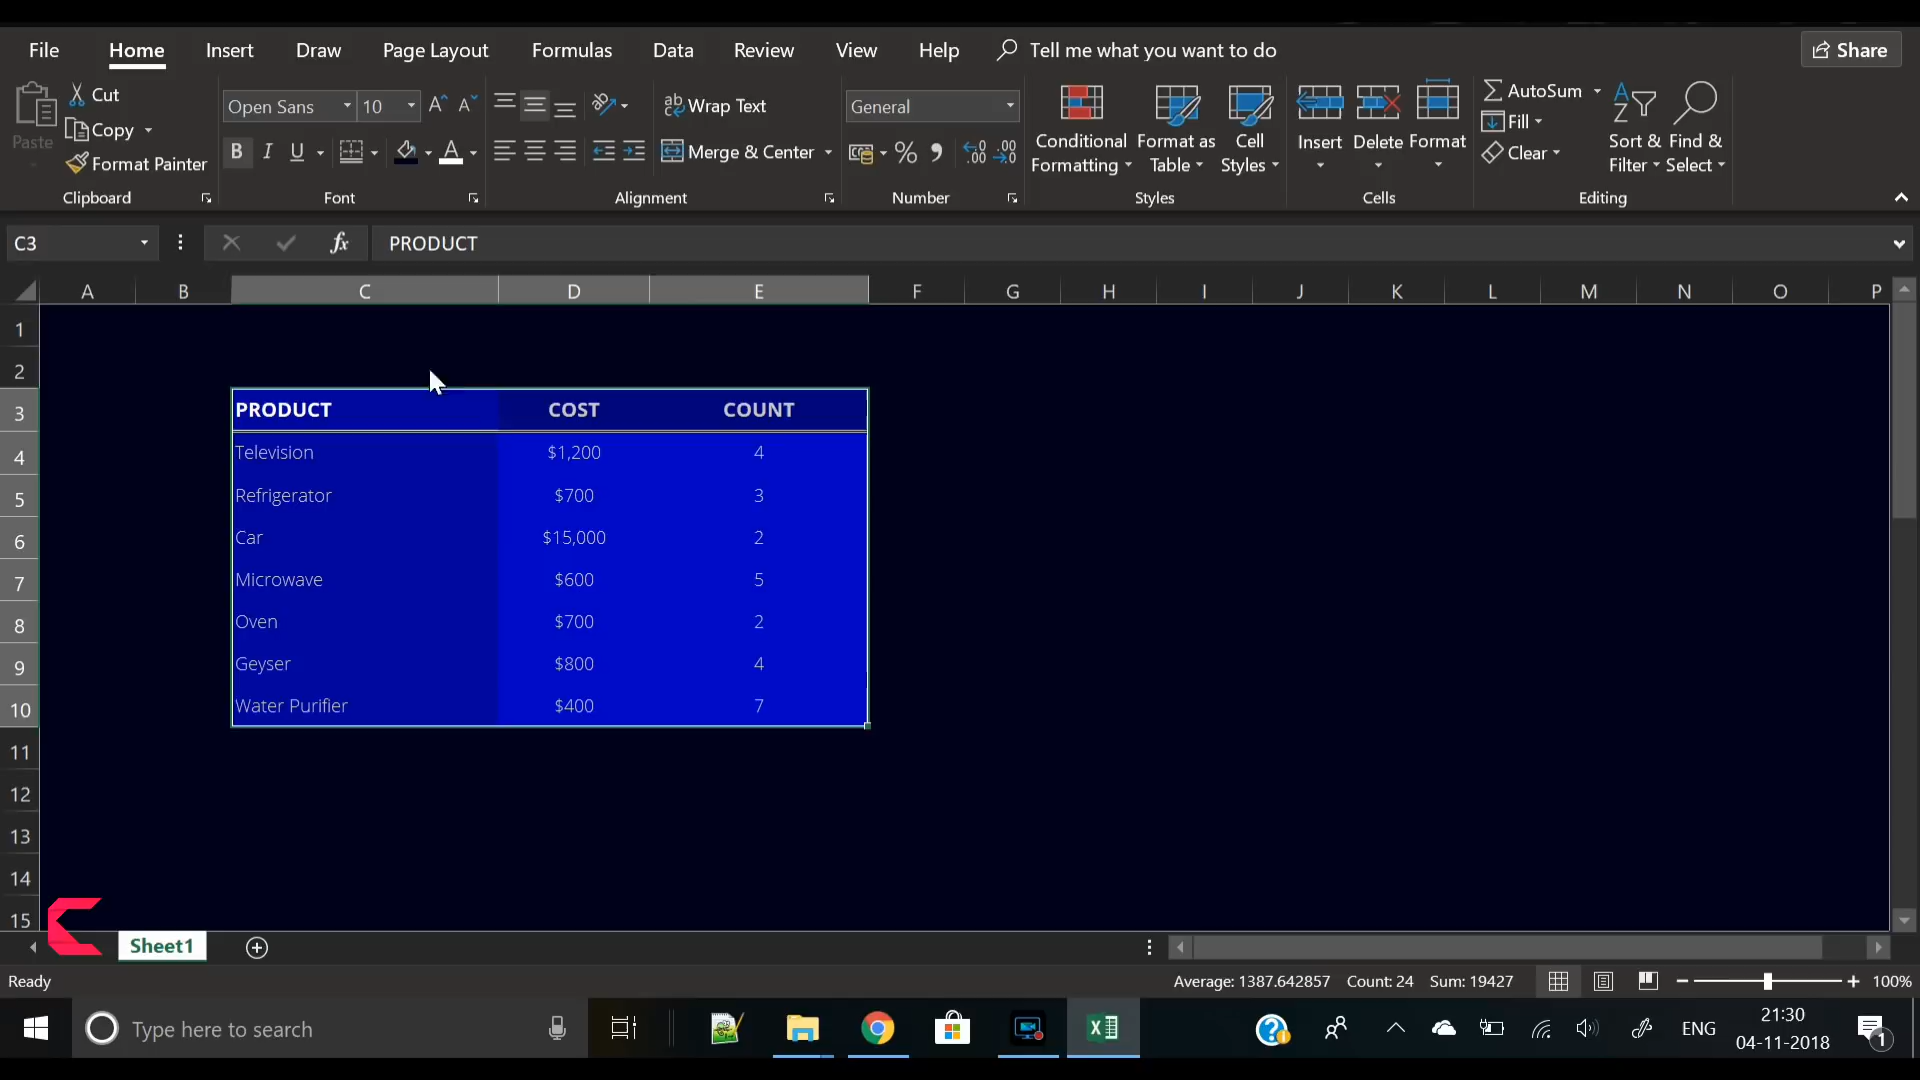 File Home Insert Draw Page Layout Formulas Data Review View Help Tell me what you want to do Share
Paste Cut Copy Format Painter
Clipboard
Open Sans 10 A A
B I U A
Font
ab Wrap Text
Merge & Center
Alignment
General
% , .00 .00
Number
Conditional Formatting Format as Table Cell Styles
Styles
Insert Delete Format
Cells
AutoSum Fill Clear Sort & Filter Find & Select
Editing
C3 fx PRODUCT
A B C D E F G H I J K L M N O P
1
2
3 PRODUCT COST COUNT
4 Television $1,200 4
5 Refrigerator $700 3
6 Car $15,000 2
7 Microwave $600 5
8 Oven $700 2
9 Geyser $800 4
10 Water Purifier $400 7
11
12
13
14
15
Sheet1
Ready Average: 1387.642857 Count: 24 Sum: 19427 100%
Type here to search ENG 21:30
04-11-2018 1